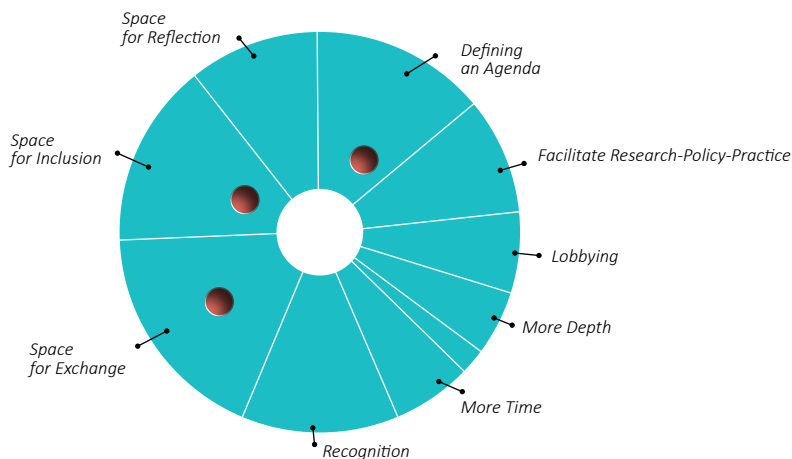 Space
for Reflection
Defining
an Agenda
Space
for Inclusion
Facilitate Research-Policy-Practice
Lobbying
More Depth
Space
for Exchange
More Time
Recognition